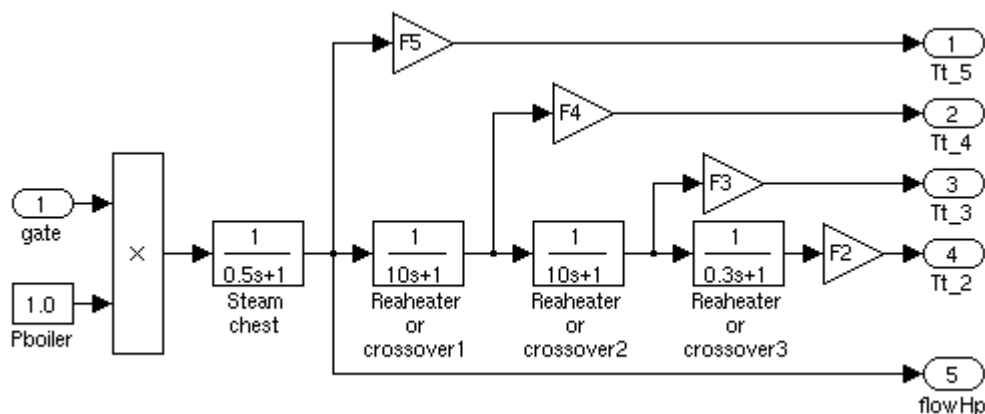 F5
1
Tt_5
F4
2
Tt_4
F3
3
Tt_3
1
gate
×
1
0.5s+1
Steam
chest
1
10s+1
Reaheater
or
crossover1
1
10s+1
Reaheater
or
crossover2
1
0.3s+1
Reaheater
or
crossover3
F2
4
Tt_2
1.0
Pboiler
5
flowHp